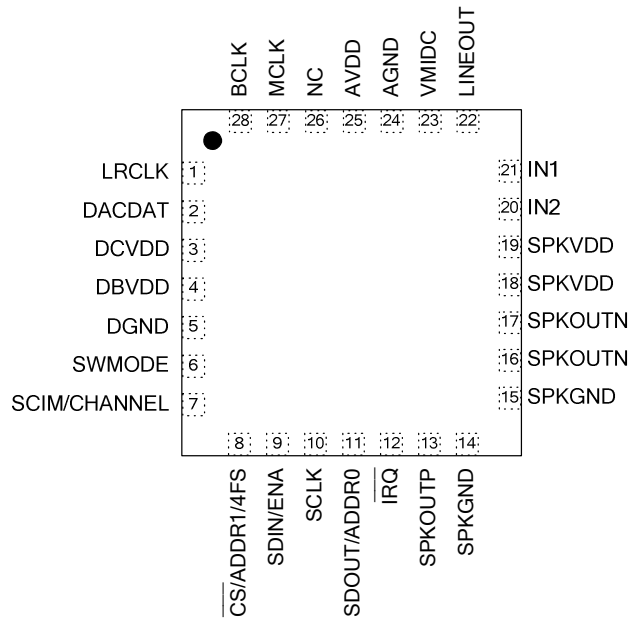 BCLK
MCLK
NC
AVDD
AGND
VMIDC
LINEOUT
28 27 26 25 24 23 22
LRCLK 1
DACDAT 2
DCVDD 3
DBVDD 4
DGND 5
SWMODE 6
SCIM/CHANNEL 7
21 IN1
20 IN2
19 SPKVDD
18 SPKVDD
17 SPKOUTN
16 SPKOUTN
15 SPKGND
8 9 10 11 12 13 14
C̅S̅/ADDR1/4FS
SDIN/ENA
SCLK
SDOUT/ADDR0
I̅R̅Q̅
SPKOUTP
SPKGND